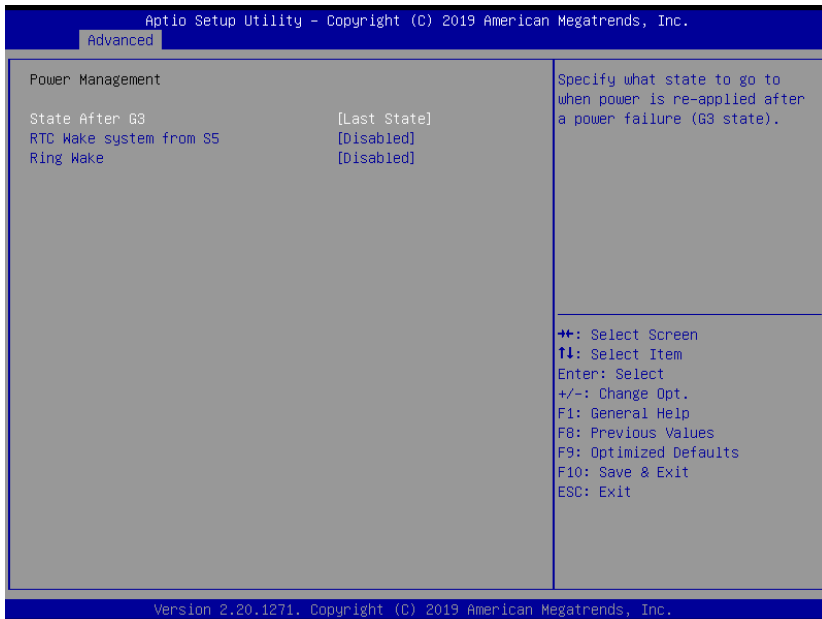 Aptio Setup Utility – Copyright (C) 2019 American Megatrends, Inc.
Advanced
Power Management
State After G3 [Last State]
RTC Wake system from S5 [Disabled]
Ring Wake [Disabled]
Specify what state to go to
when power is re-applied after
a power failure (G3 state).
→←: Select Screen
↑↓: Select Item
Enter: Select
+/-: Change Opt.
F1: General Help
F8: Previous Values
F9: Optimized Defaults
F10: Save & Exit
ESC: Exit
Version 2.20.1271. Copyright (C) 2019 American Megatrends, Inc.